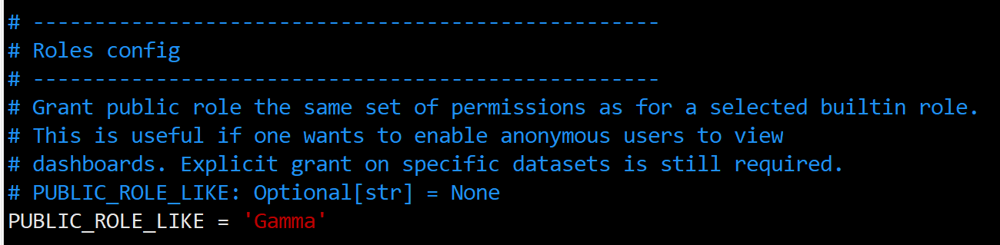 # ---------------------------------------------------
# Roles config
# ---------------------------------------------------
# Grant public role the same set of permissions as for a selected builtin role.
# This is useful if one wants to enable anonymous users to view
# dashboards. Explicit grant on specific datasets is still required.
# PUBLIC_ROLE_LIKE: Optional[str] = None
PUBLIC_ROLE_LIKE = 'Gamma'